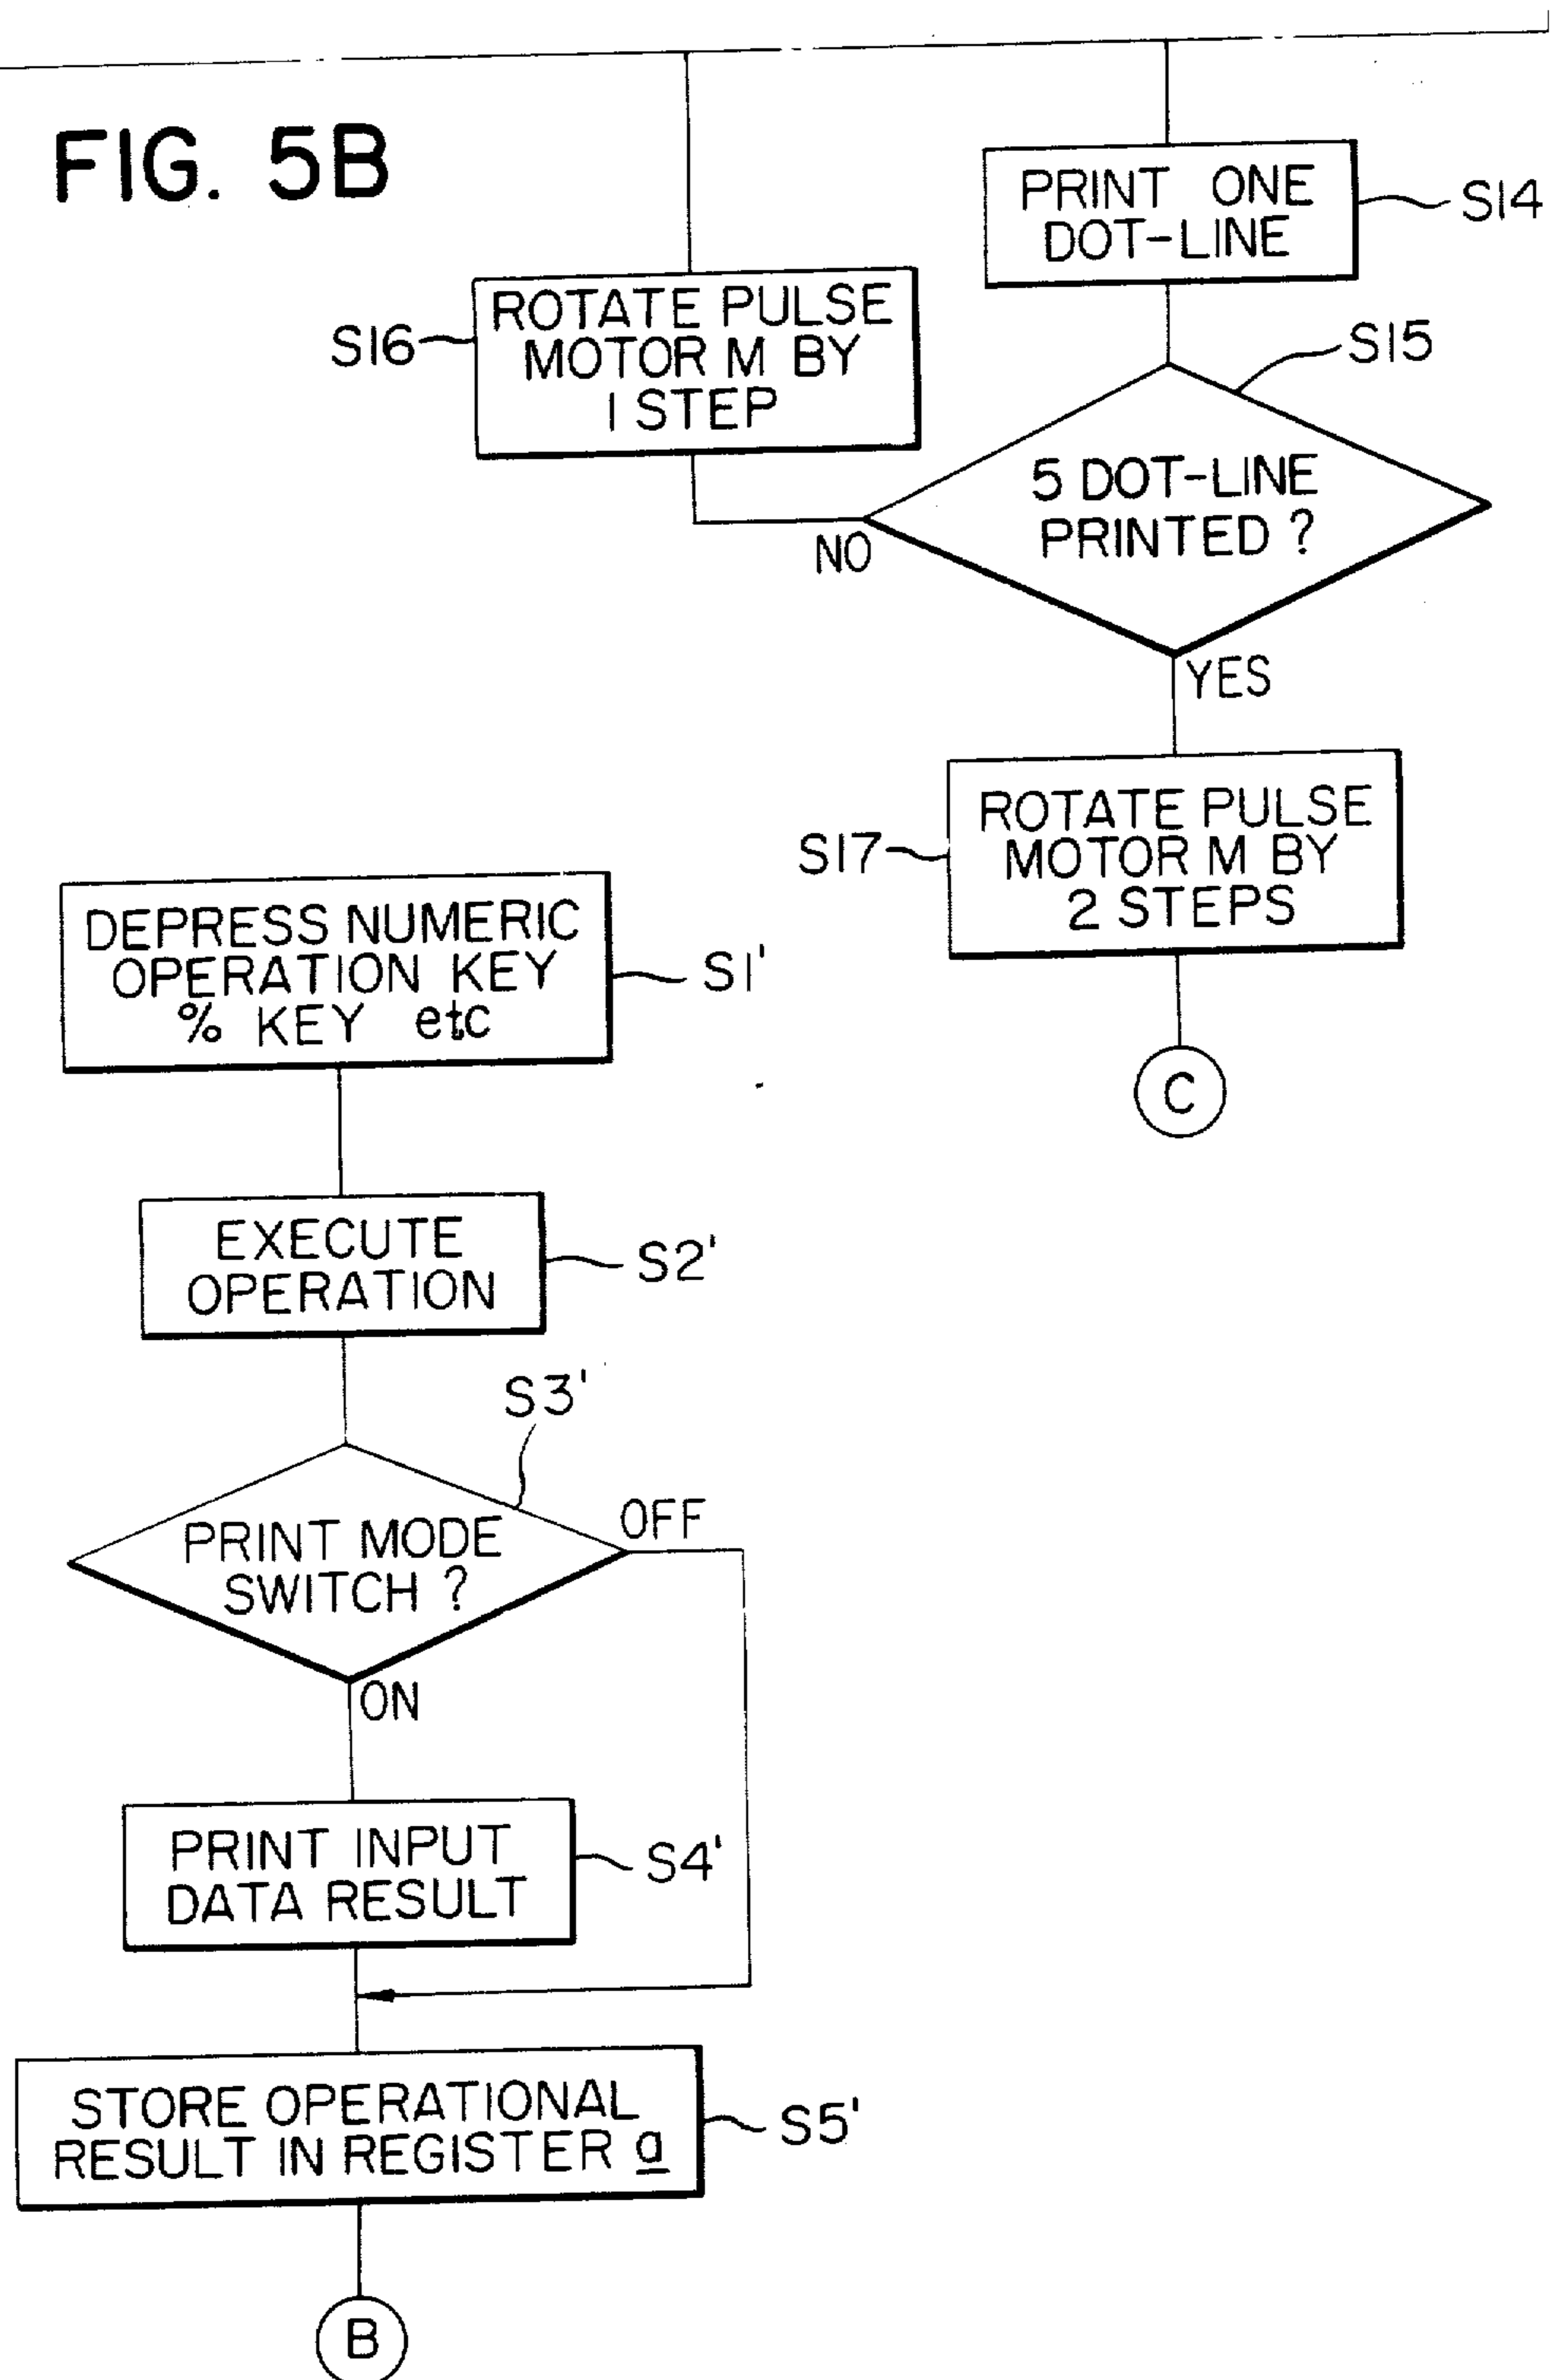 FIG. 5B
PRINT ONE
DOT-LINE
S14
ROTATE PULSE
MOTOR M BY
1 STEP
S16
S15
5 DOT-LINE
PRINTED ?
NO
YES
ROTATE PULSE
MOTOR M BY
2 STEPS
S17
C
DEPRESS NUMERIC
OPERATION KEY
% KEY etc
S1'
EXECUTE
OPERATION
S2'
S3'
PRINT MODE
SWITCH ?
OFF
ON
PRINT INPUT
DATA RESULT
S4'
STORE OPERATIONAL
RESULT IN REGISTER a
S5'
B